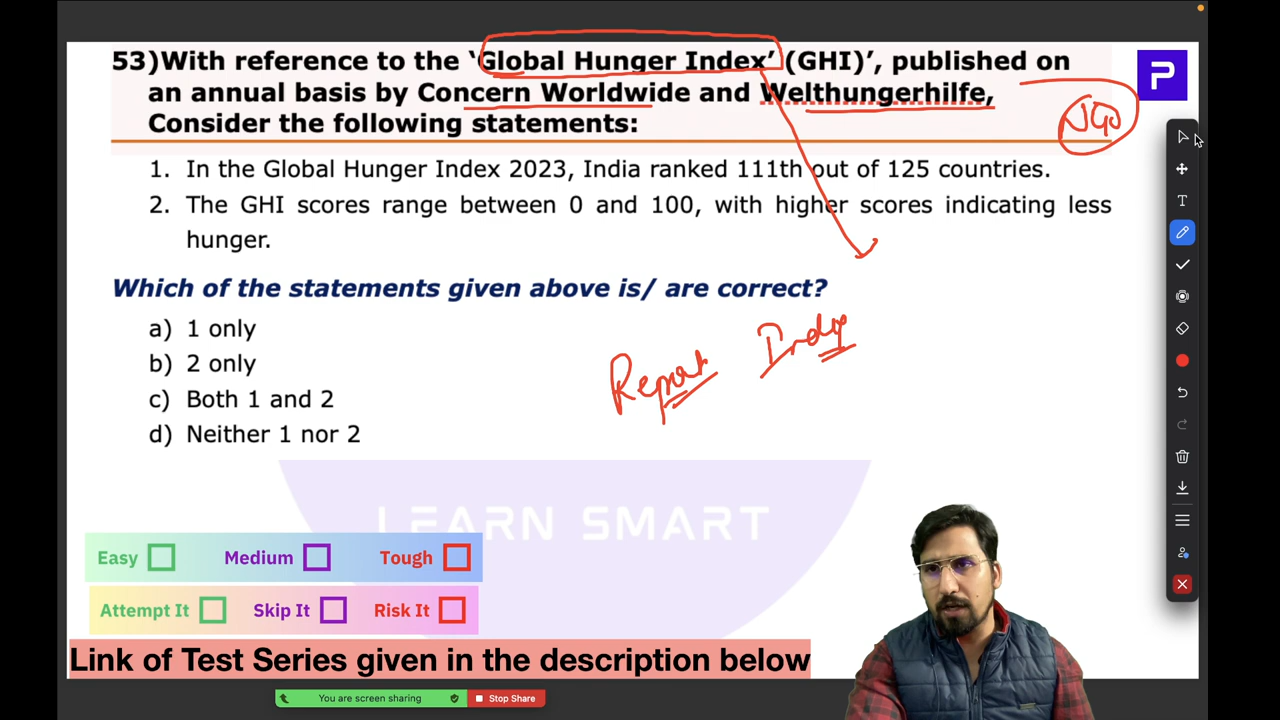 53)With reference to the ‘Global Hunger Index’ (GHI)’, published on
an annual basis by Concern Worldwide and Welthungerhilfe,
Consider the following statements:
NGO
1. In the Global Hunger Index 2023, India ranked 111th out of 125 countries.
2. The GHI scores range between 0 and 100, with higher scores indicating less
hunger.
Which of the statements given above is/ are correct?
a) 1 only
b) 2 only
c) Both 1 and 2
d) Neither 1 nor 2
Report Index
LEARN SMART
Easy Medium Tough
Attempt It Skip It Risk It
Link of Test Series given in the description below
You are screen sharing Stop Share
P
T